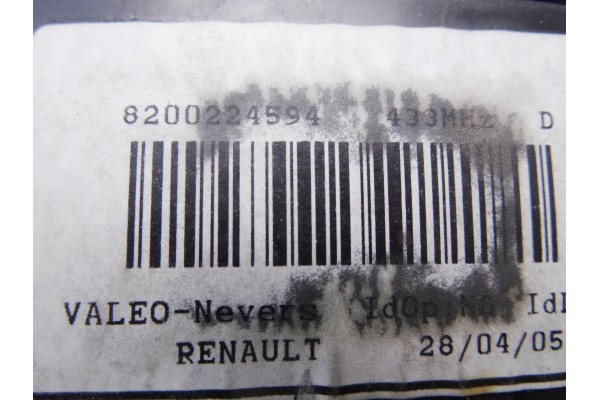 8200224594 433MHz D
VALEO-Nevers IdOp
RENAULT 28/04/05